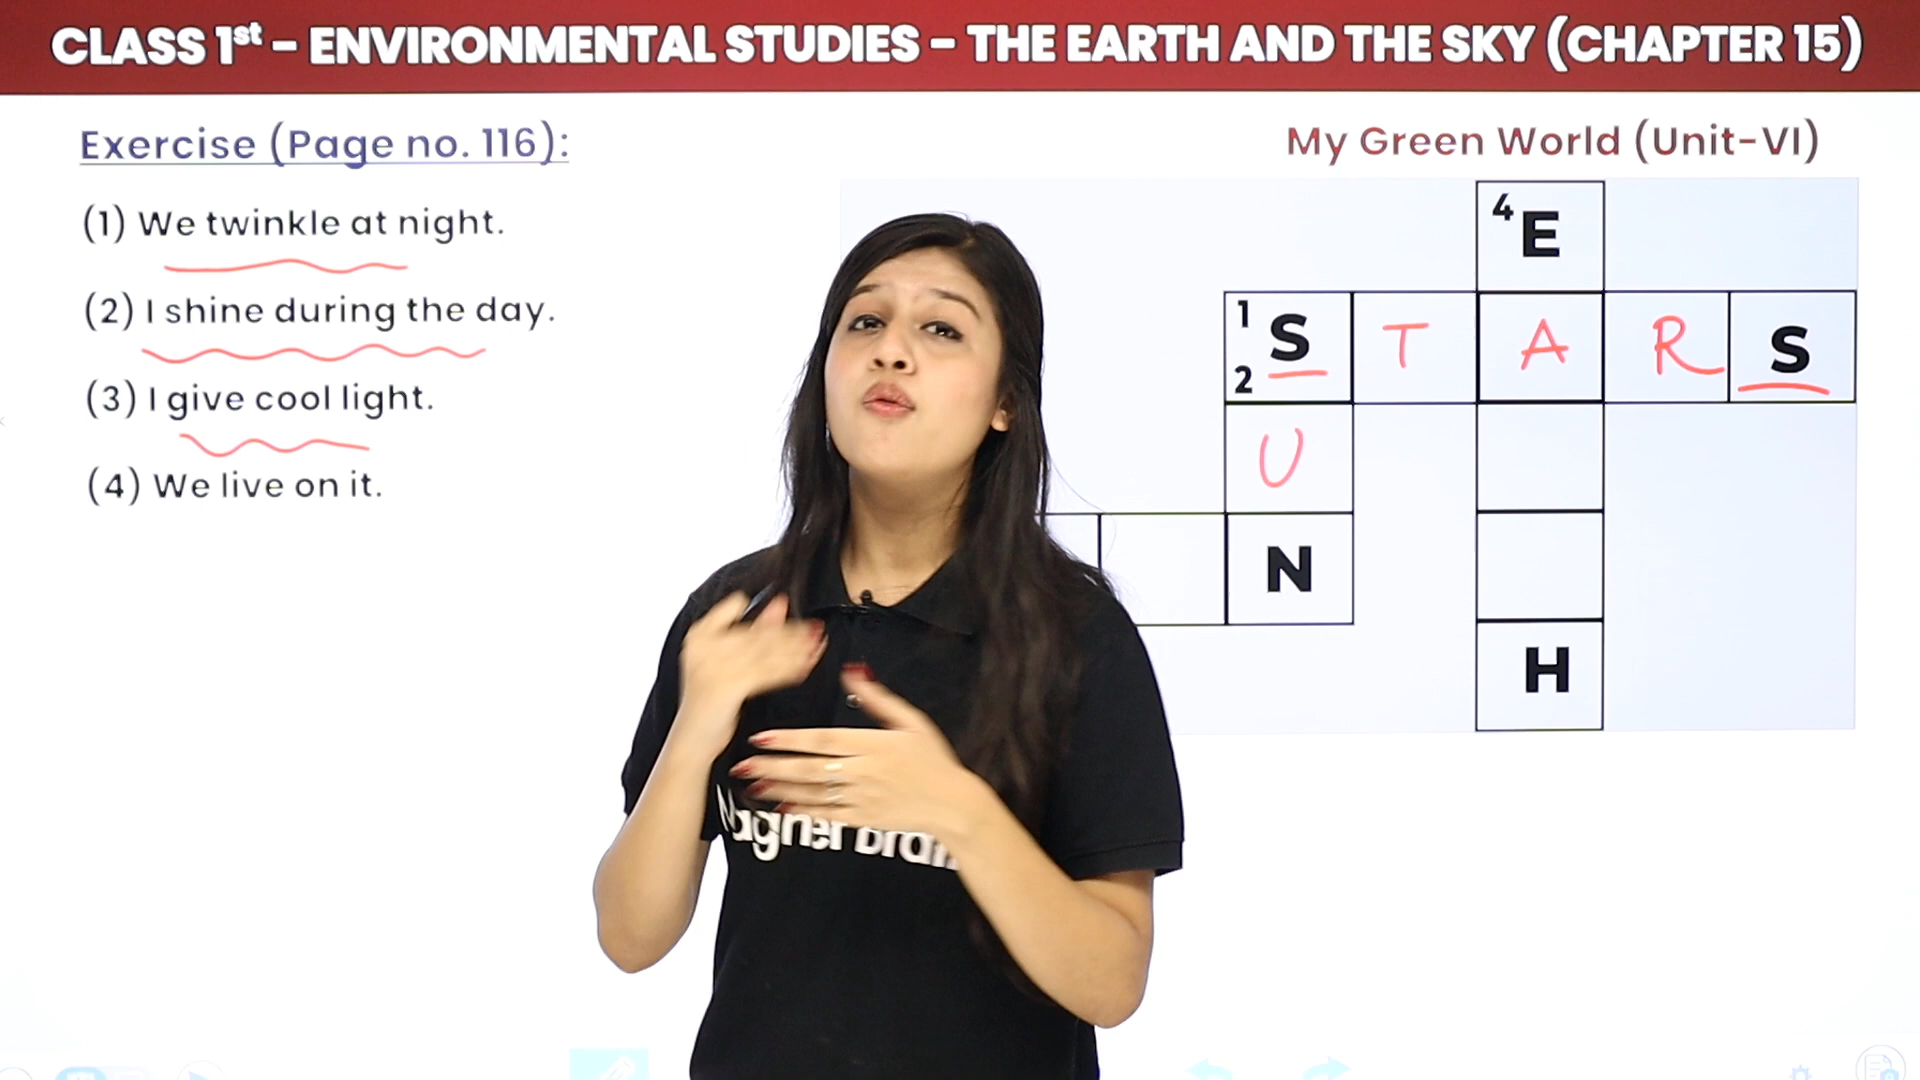 CLASS 1st – ENVIRONMENTAL STUDIES – THE EARTH AND THE SKY (CHAPTER 15)
Exercise (Page no. 116):
My Green World (Unit-VI)
(1) We twinkle at night.
(2) I shine during the day.
(3) I give cool light.
(4) We live on it.
4 E
1 2 S T A R S
U
N
H